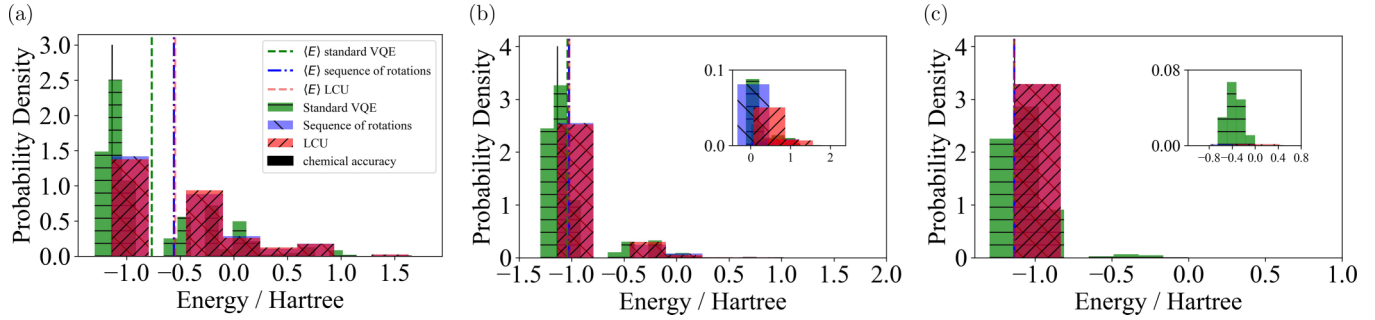 (a)
Probability Density
3.0
2.5
2.0
1.5
1.0
0.5
0.0
−1.0 −0.5 0.0 0.5 1.0 1.5
Energy / Hartree
⟨E⟩ standard VQE
⟨E⟩ sequence of rotations
⟨E⟩ LCU
Standard VQE
Sequence of rotations
LCU
chemical accuracy
(b)
Probability Density
4
3
2
1
0
−1.5 −1.0 −0.5 0.0 0.5 1.0 1.5 2.0
Energy / Hartree
0.1
0.0
0 1 2
(c)
Probability Density
4
3
2
1
0
−1.0 −0.5 0.0 0.5 1.0
Energy / Hartree
0.08
0.00
−0.8 −0.4 0.0 0.4 0.8